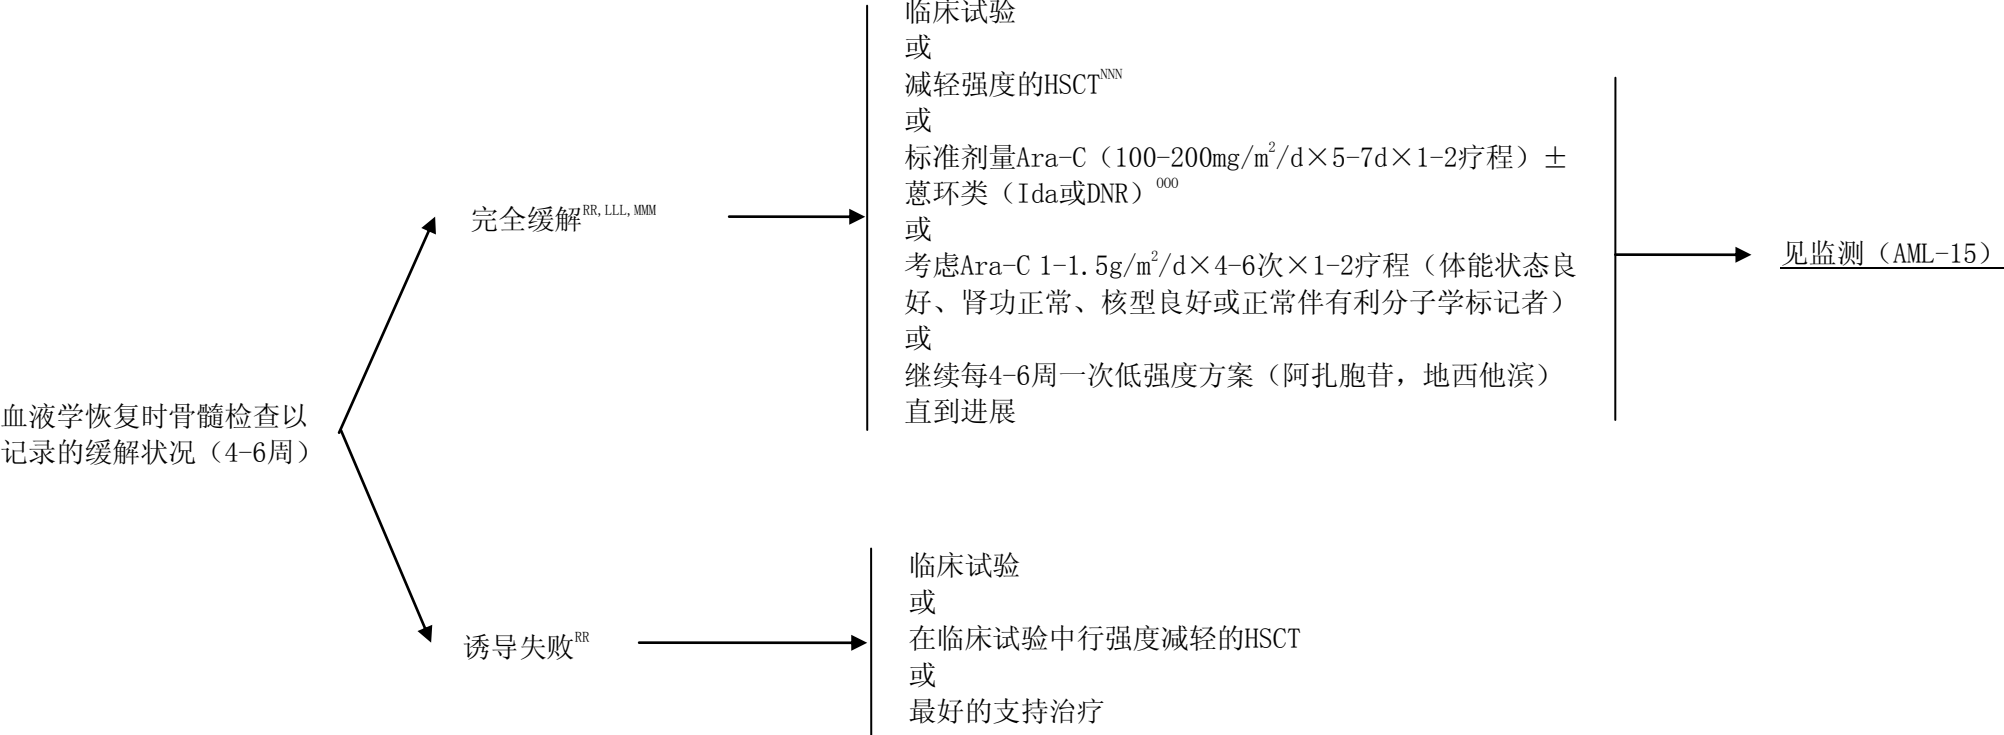 血液学恢复时骨髓检查以
记录的缓解状况（4-6周）
完全缓解RR,LLL,MMM
临床试验
或
减轻强度的HSCTNNN
或
标准剂量Ara-C（100-200mg/m2/d×5-7d×1-2疗程）±
蒽环类（Ida或DNR）OOO
或
考虑Ara-C 1-1.5g/m2/d×4-6次×1-2疗程（体能状态良
好、肾功正常、核型良好或正常伴有利分子学标记者）
或
继续每4-6周一次低强度方案（阿扎胞苷，地西他滨）
直到进展
见监测（AML-15）
诱导失败RR
临床试验
或
在临床试验中行强度减轻的HSCT
或
最好的支持治疗